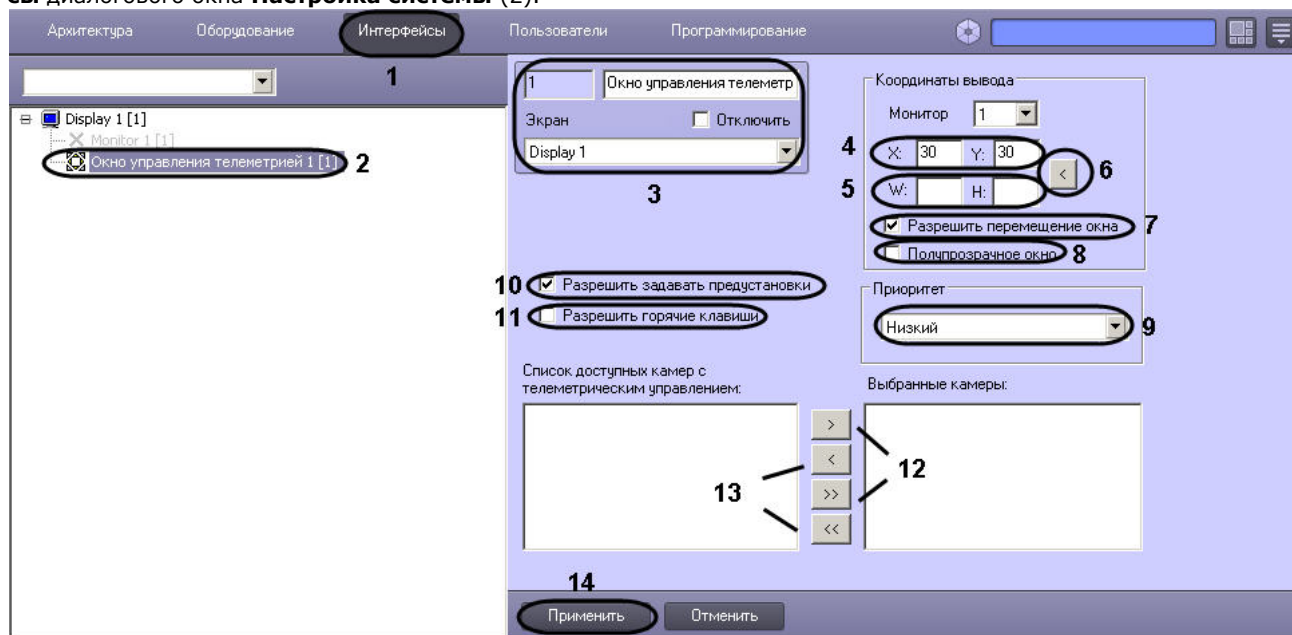 сы диалогового окна Настройка системы (2).
Архитектура Оборудование Интерфейсы Пользователи Программирование
1
Display 1 [1]
Monitor 1 [1]
Окно управления телеметрией 1 [1] 2
1 Окно управления телеметр
Экран Отключить
Display 1
3
Координаты вывода
Монитор 1
4 X: 30 Y: 30
5 W: H:
< 6
Разрешить перемещение окна 7
Полупрозрачное окно 8
10 Разрешить задавать предустановки
11 Разрешить горячие клавиши
Приоритет
Низкий 9
Список доступных камер с
телеметрическим управлением:
Выбранные камеры:
>
<
>>
<<
12
13
14
Применить Отменить